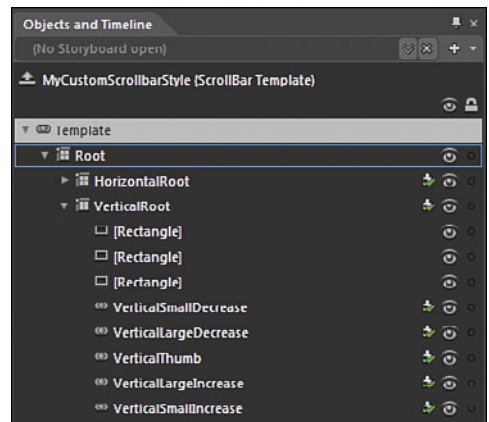 Objects and Timeline
(No Storyboard open)
MyCustomScrollbarStyle (ScrollBar Template)
Template
Root
HorizontalRoot
VerticalRoot
[Rectangle]
[Rectangle]
[Rectangle]
VerticalSmallDecrease
VerticalLargeDecrease
VerticalThumb
VerticalLargeIncrease
VerticalSmallIncrease